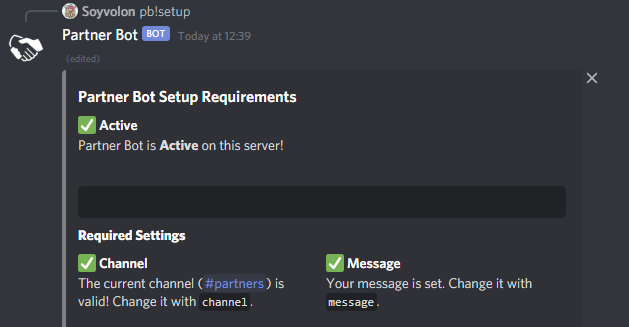 Soyvolon pb!setup
Partner Bot BOT Today at 12:39
(edited)
Partner Bot Setup Requirements
✅ Active
Partner Bot is Active on this server!
Required Settings
✅ Channel
The current channel (#partners) is
valid! Change it with channel.
✅ Message
Your message is set. Change it with
message.